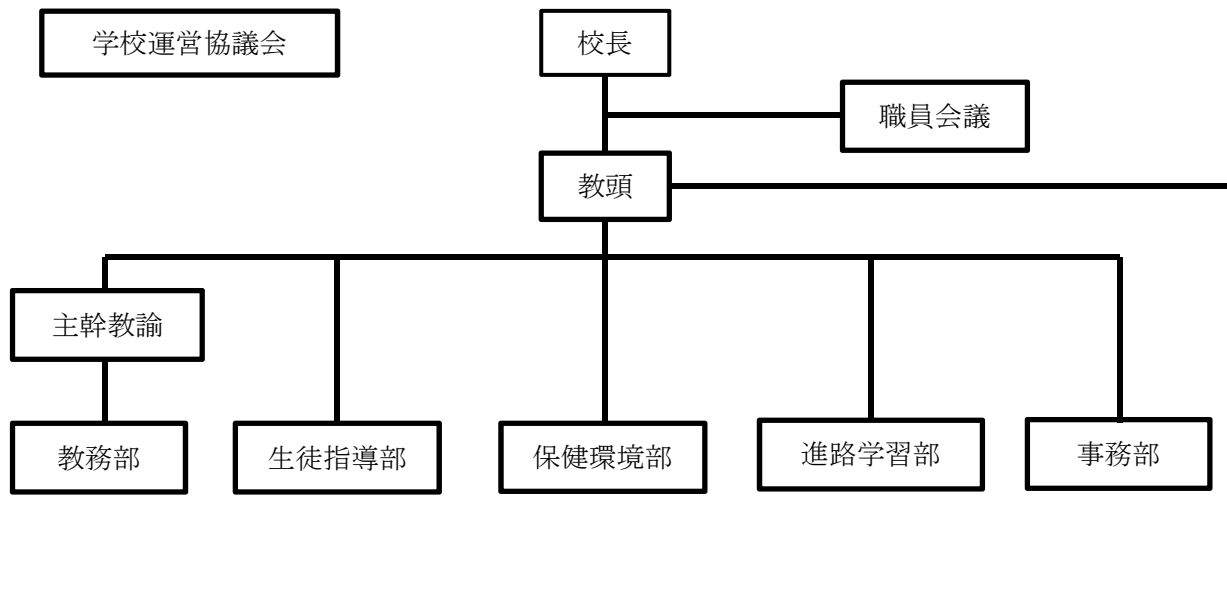 学校運営協議会
校長
職員会議
教頭
主幹教諭
教務部
生徒指導部
保健環境部
進路学習部
事務部